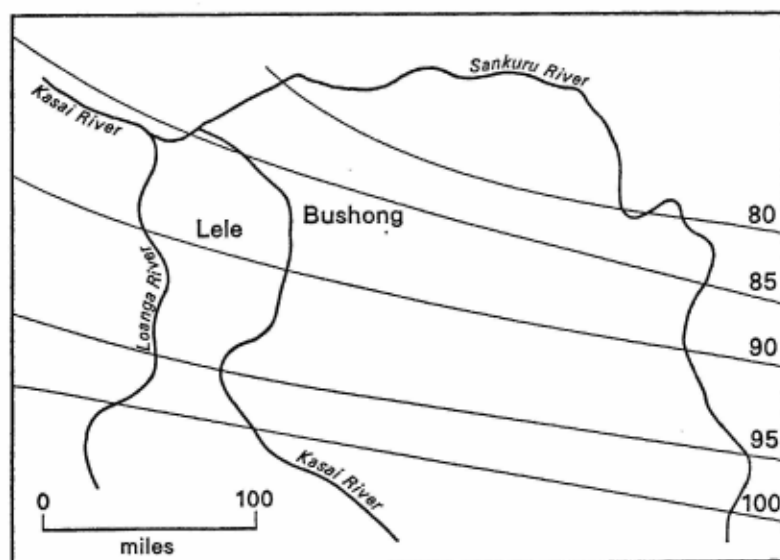 Sankuru River
Kasai River
80
Lele
Bushong
85
Loanga River
90
95
Kasai River
100
0 100
miles